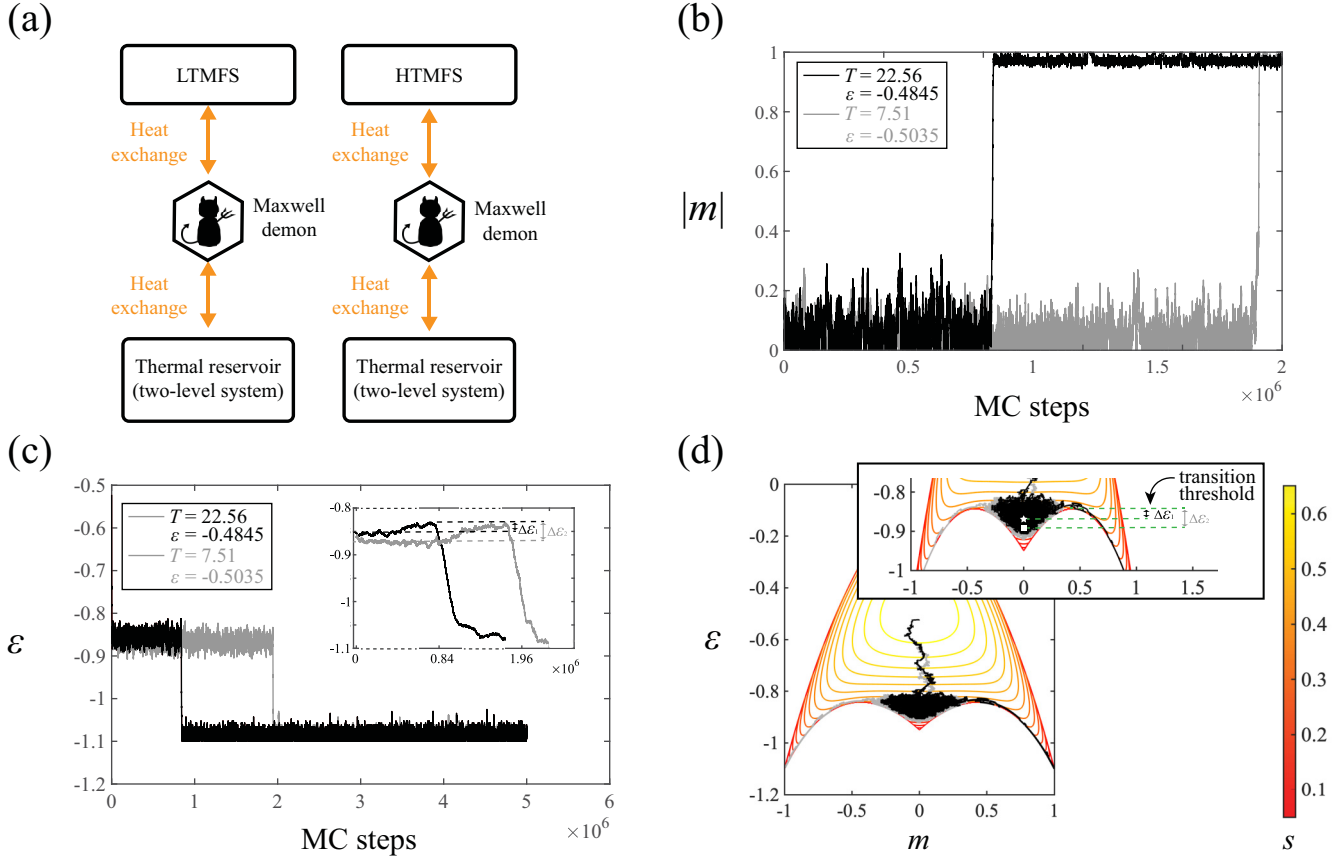 (a)
LTMFS
HTMFS
Heat
exchange
Heat
exchange
Maxwell
demon
Maxwell
demon
Heat
exchange
Heat
exchange
Thermal reservoir
(two-level system)
Thermal reservoir
(two-level system)
(b)
1
0.8
0.6
0.4
0.2
0
|m|
T = 22.56
ε = -0.4845
T = 7.51
ε = -0.5035
0 0.5 1 1.5 2
×10⁶
MC steps
(c)
-0.5
-0.6
-0.7
-0.8
-0.9
-1
-1.1
-1.2
ε
T = 22.56
ε = -0.4845
T = 7.51
ε = -0.5035
-0.8
-0.9
-1
-1.1
Δε₁
Δε₂
0 0.84 1.96
×10⁶
0 1 2 3 4 5 6
×10⁶
MC steps
(d)
0
-0.2
-0.4
-0.6
-0.8
-1
-1.2
ε
-0.8
-0.9
-1
-1 -0.5 0 0.5 1 1.5
transition
threshold
Δε₁
Δε₂
-1 -0.5 0 0.5 1
m
0.6
0.5
0.4
0.3
0.2
0.1
s